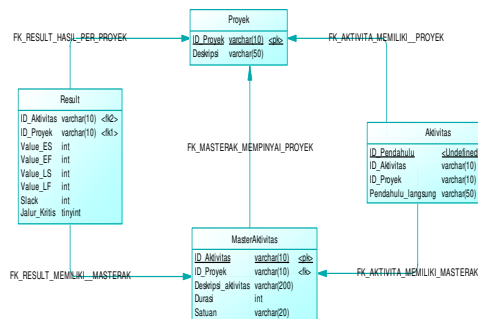 Proyek
ID_Proyek varchar(10) <pk>
Deskripsi varchar(50)
FK_RESULT_HASIL_PER_PROYEK
FK_AKTIVITA_MEMILIKI__PROYEK
Result
ID_Aktivitas varchar(10) <fk2>
ID_Proyek varchar(10) <fk1>
Value_ES int
Value_EF int
Value_LS int
Value_LF int
Slack int
Jalur_Kritis tinyint
Aktivitas
ID_Pendahulu <Undefined
ID_Aktivitas varchar(10)
ID_Proyek varchar(10)
Pendahulu_langsung varchar(50)
FK_MASTERAK_MEMPINYAI_PROYEK
MasterAktivitas
ID_Aktivitas varchar(10) <pk>
ID_Proyek varchar(10) <fk>
Deskripsi_aktivitas varchar(200)
Durasi int
Satuan varchar(20)
FK_RESULT_MEMILIKI__MASTERAK
FK_AKTIVITA_MEMILIKI_MASTERAK